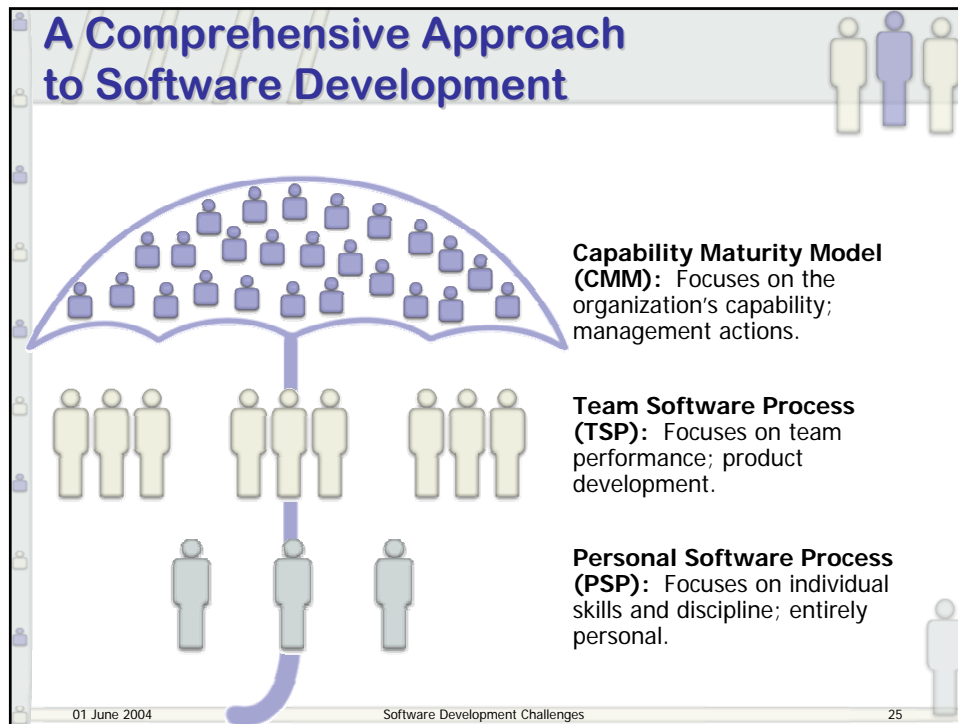 A Comprehensive Approach
to Software Development
Capability Maturity Model
(CMM): Focuses on the
organization's capability;
management actions.
Team Software Process
(TSP): Focuses on team
performance; product
development.
Personal Software Process
(PSP): Focuses on individual
skills and discipline; entirely
personal.
01 June 2004 Software Development Challenges 25